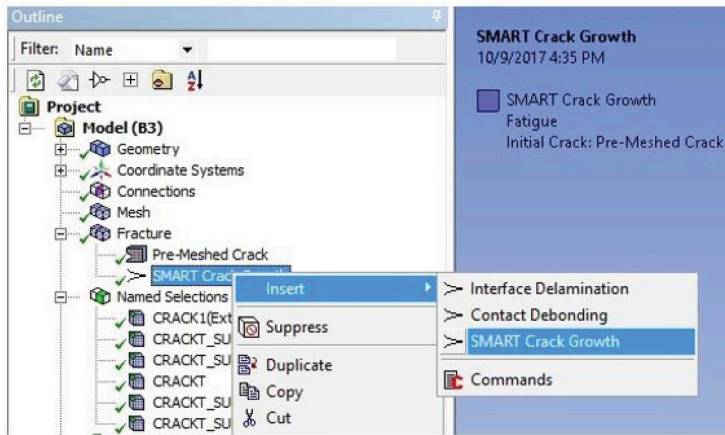 Outline
Filter: Name
Project
Model (B3)
Geometry
Coordinate Systems
Connections
Mesh
Fracture
Pre-Meshed Crack
SMART Crack Growth
Named Selections
CRACK1(Ext
CRACKT_SU
CRACKT_SU
CRACKT
CRACKT_SU
CRACKT_SU
Insert
Suppress
Duplicate
Copy
Cut
Interface Delamination
Contact Debonding
SMART Crack Growth
Commands
SMART Crack Growth
10/9/2017 4:35 PM
SMART Crack Growth
Fatigue
Initial Crack: Pre-Meshed Crack